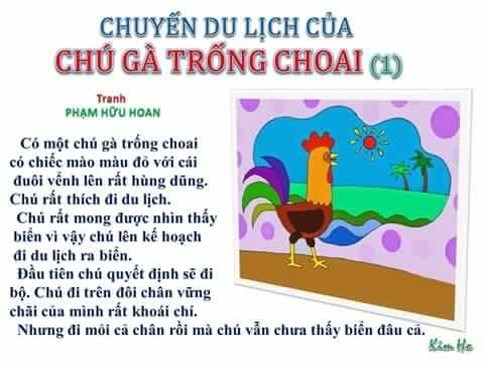 CHUYẾN DU LỊCH CỦA
CHÚ GÀ TRỐNG CHOAI (1)
Tranh
PHẠM HỮU HOAN
Có một chú gà trống choai
có chiếc mào màu đỏ với cái
đuôi vểnh lên rất hùng dũng.
Chú rất thích đi du lịch.
Chú rất mong được nhìn thấy
biển vì vậy chú lên kế hoạch
đi du lịch ra biển.
Đầu tiên chú quyết định sẽ đi
bộ. Chú đi trên đôi chân vững
chãi của mình rất khoái chí.
Nhưng đi mỏi cả chân rồi mà chú vẫn chưa thấy biển đâu cả.
Kim Ha